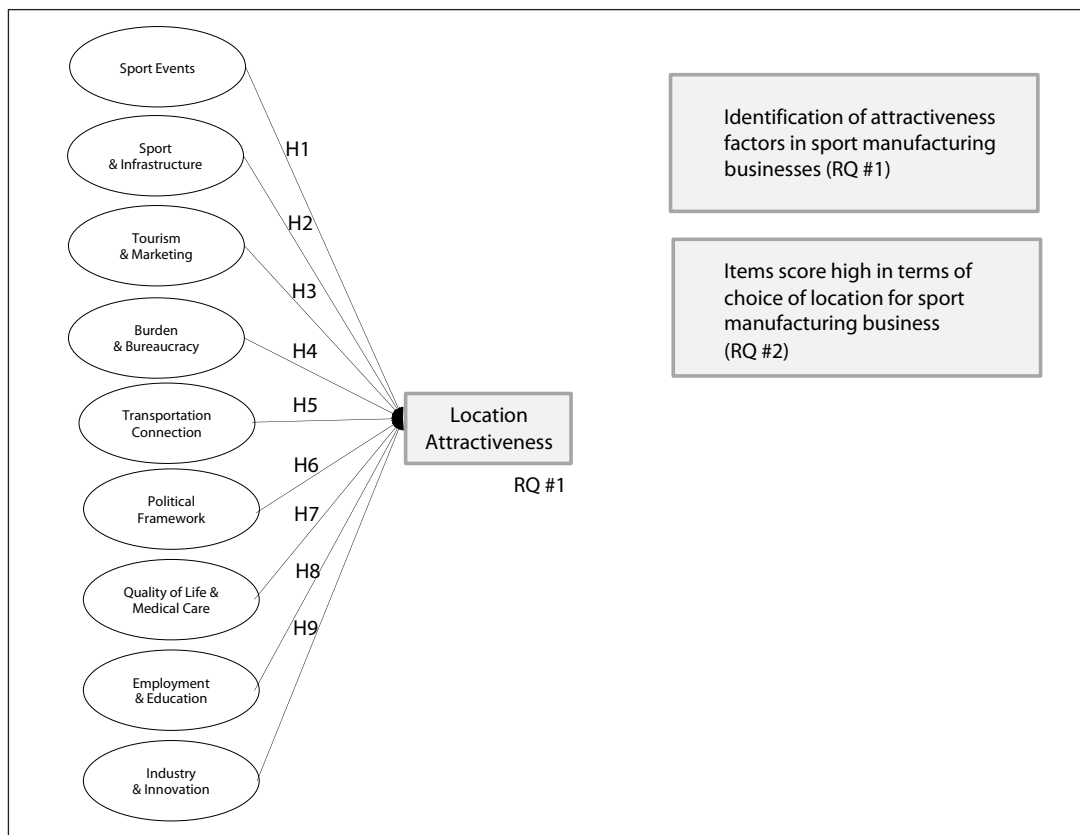 Sport Events
Sport
& Infrastructure
Tourism
& Marketing
Burden
& Bureaucracy
Transportation
Connection
Political
Framework
Quality of Life &
Medical Care
Employment
& Education
Industry
& Innovation
H1
H2
H3
H4
H5
H6
H7
H8
H9
Location
Attractiveness
RQ #1
Identification of attractiveness
factors in sport manufacturing
businesses (RQ #1)
Items score high in terms of
choice of location for sport
manufacturing business
(RQ #2)